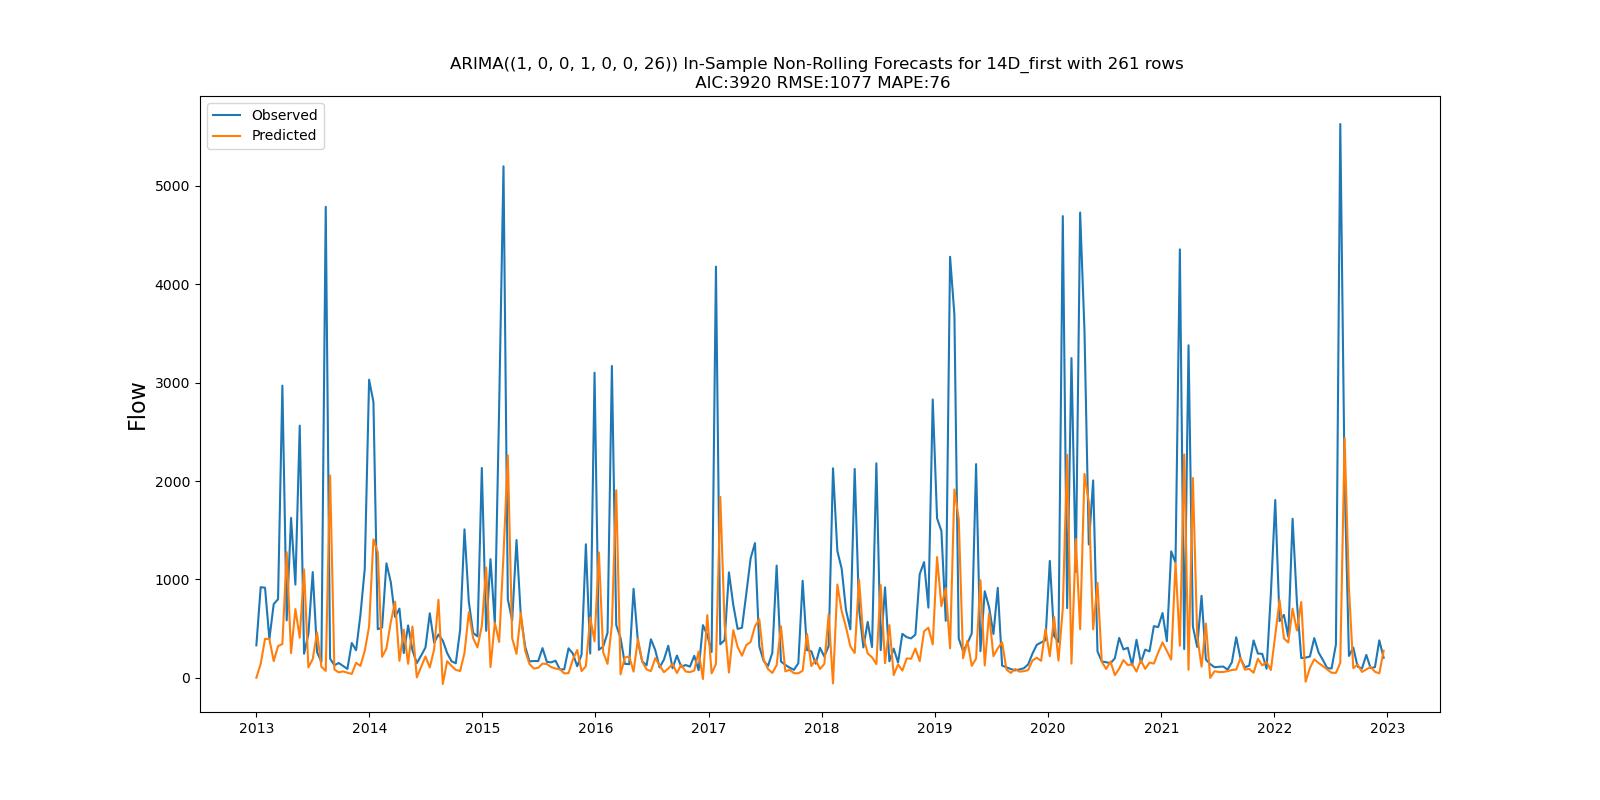 ARIMA((1, 0, 0, 1, 0, 0, 26)) In-Sample Non-Rolling Forecasts for 14D_first with 261 rows
AIC:3920 RMSE:1077 MAPE:76
Observed
Predicted
Flow
5000
4000
3000
2000
1000
0
2013 2014 2015 2016 2017 2018 2019 2020 2021 2022 2023